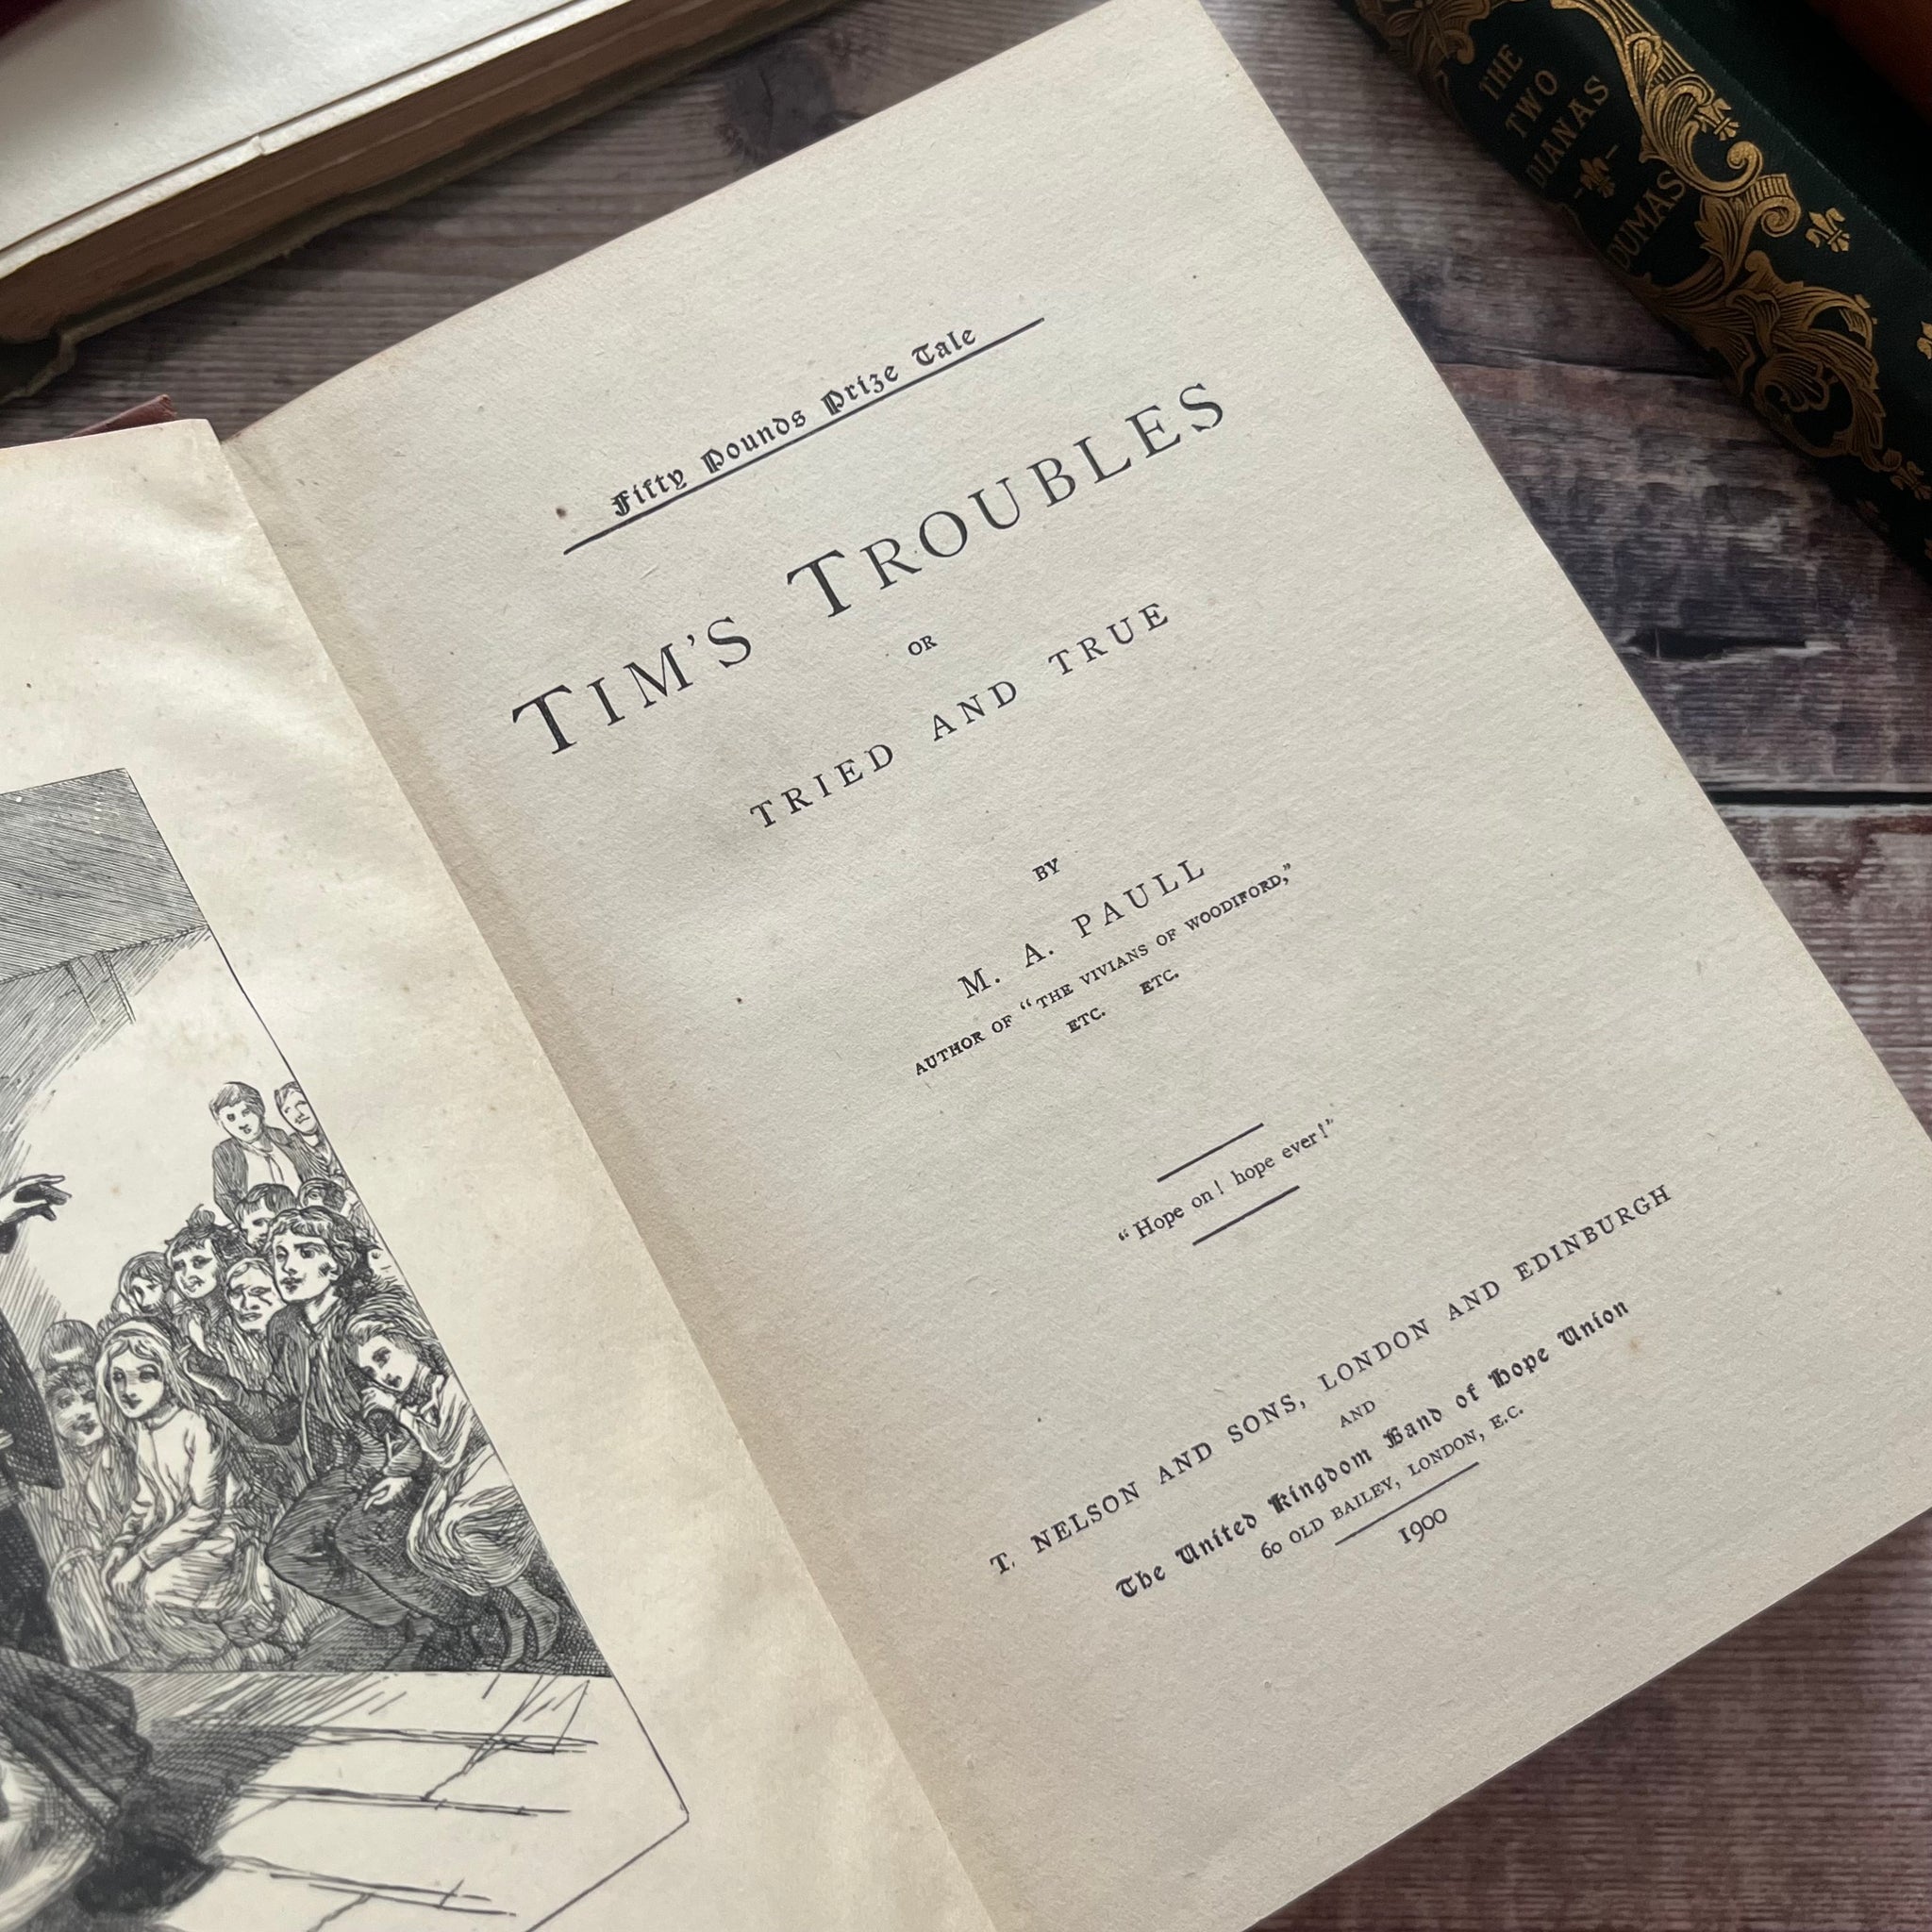 Fifty Pounds Prize Tale
TIM'S TROUBLES
OR
TRIED AND TRUE
BY
M. A. PAULL
AUTHOR OF "THE VIVIANS OF WOODIFORD,"
ETC. ETC.
"Hope on! hope ever!"
T. NELSON AND SONS, LONDON AND EDINBURGH
AND
The United Kingdom Band of Hope Union
60 OLD BAILEY, LONDON, E.C.
1900
THE
TWO
DIANAS
DUMAS